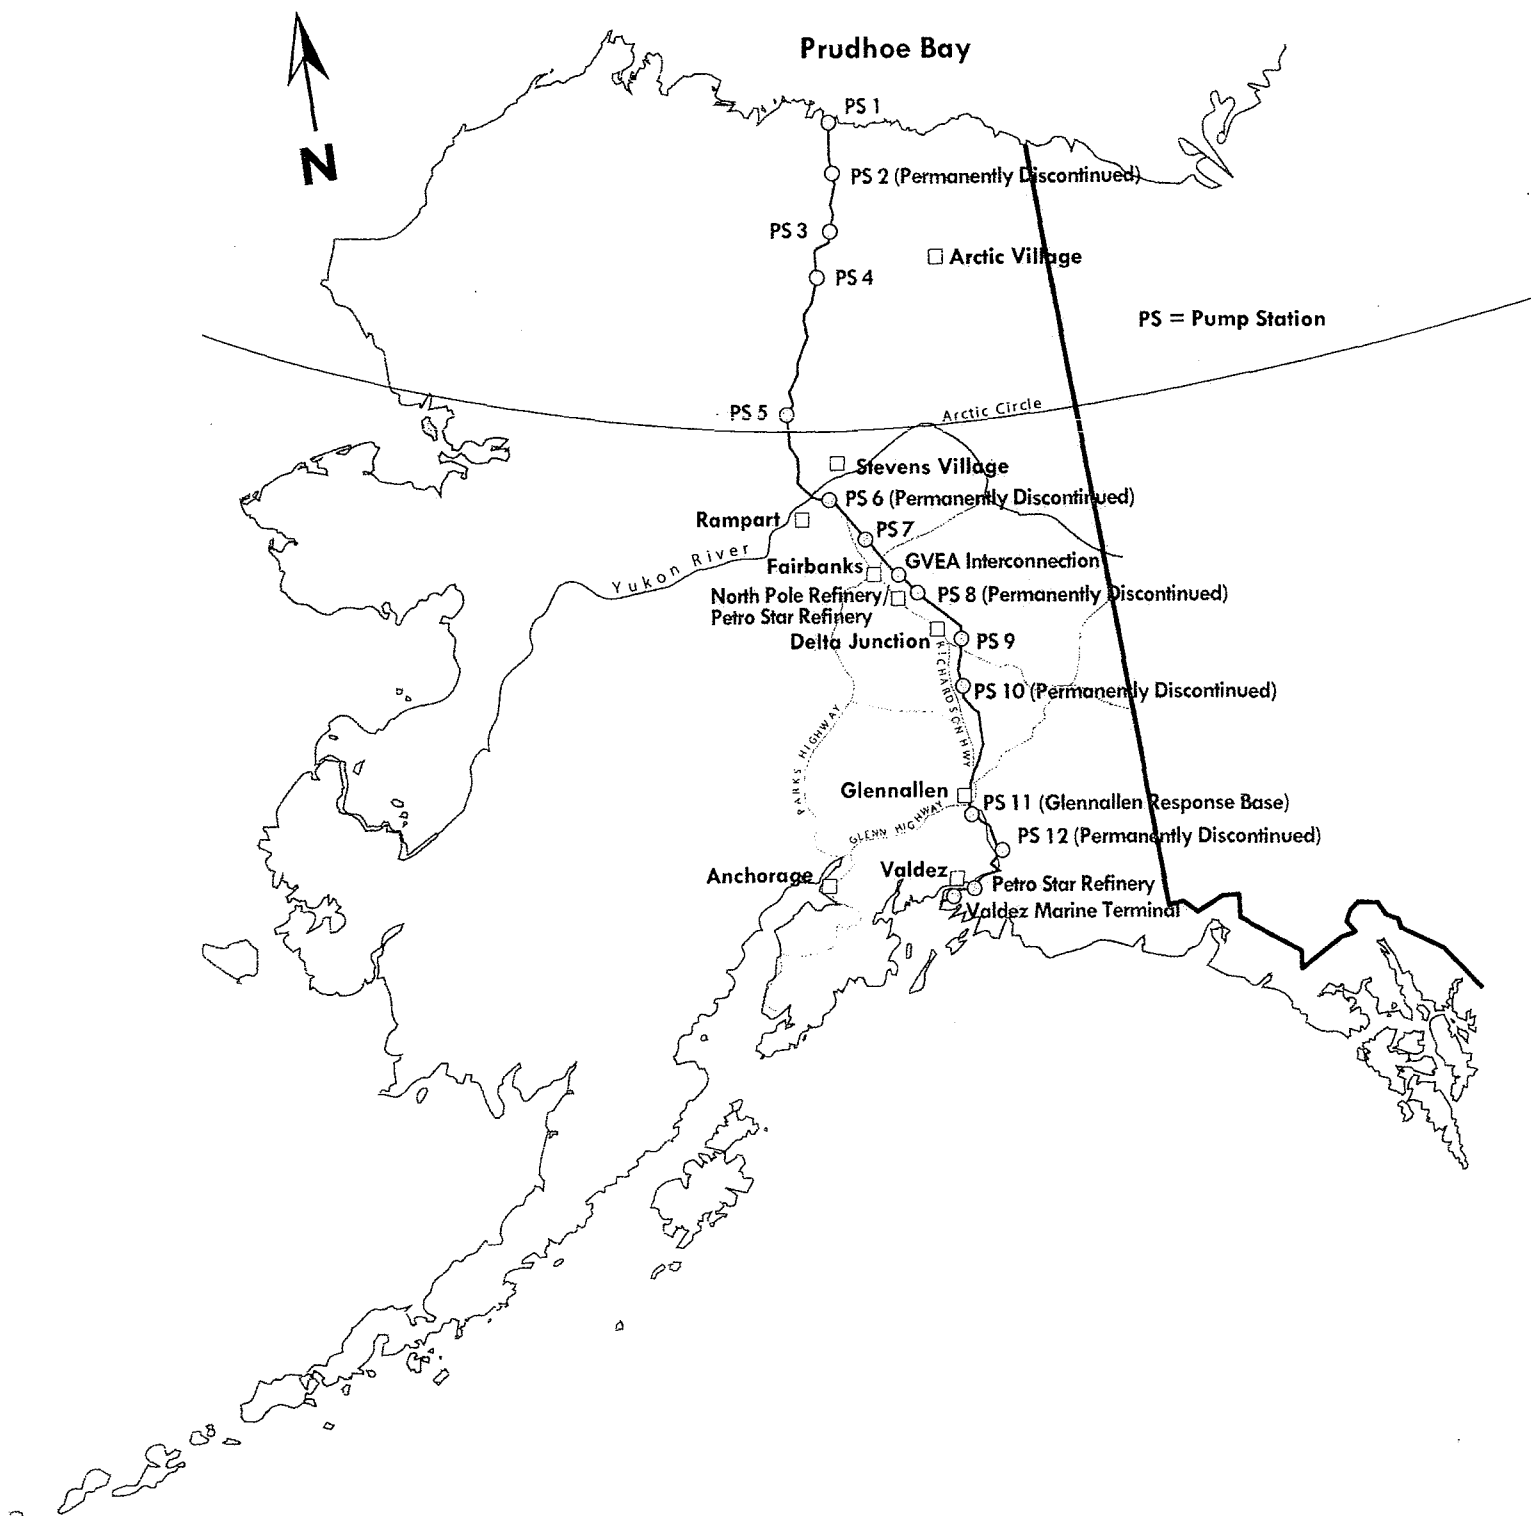 Prudhoe Bay
PS 1
N
PS 2 (Permanently Discontinued)
PS 3
Arctic Village
PS 4
PS = Pump Station
PS 5
Arctic Circle
Stevens Village
PS 6 (Permanently Discontinued)
Rampart
PS 7
Yukon River
Fairbanks
GVEA Interconnection
North Pole Refinery/
Petro Star Refinery
PS 8 (Permanently Discontinued)
Delta Junction
PS 9
RICHARDSON HWY
PS 10 (Permanently Discontinued)
PARKS HIGHWAY
Glennallen
PS 11 (Glennallen Response Base)
GLENN HIGHWAY
PS 12 (Permanently Discontinued)
Anchorage
Valdez
Petro Star Refinery
Valdez Marine Terminal